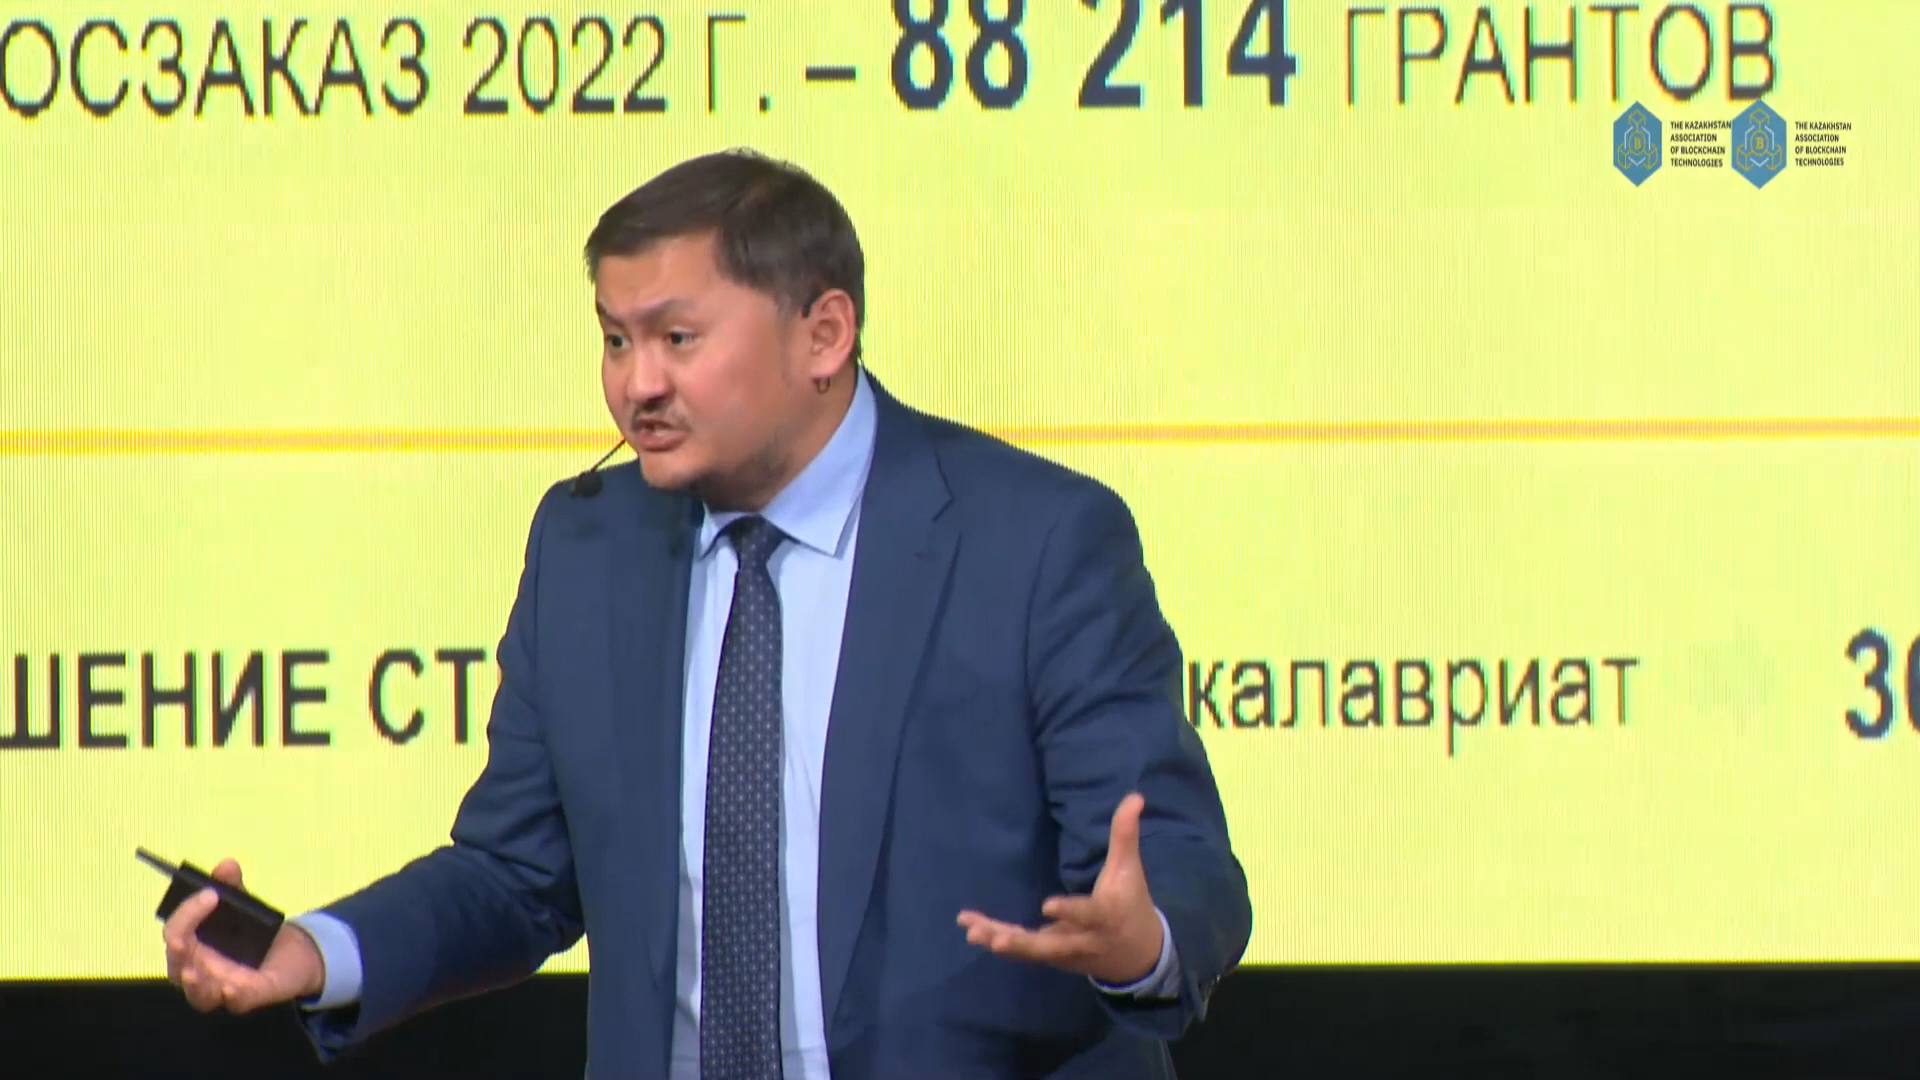 ОСЗАКАЗ 2022 Г. – 88 214 ГРАНТОВ
THE KAZAKHSTAN
ASSOCIATION
OF BLOCKCHAIN
TECHNOLOGIES
THE KAZAKHSTAN
ASSOCIATION
OF BLOCKCHAIN
TECHNOLOGIES
ШЕНИЕ СТ калавриат 36